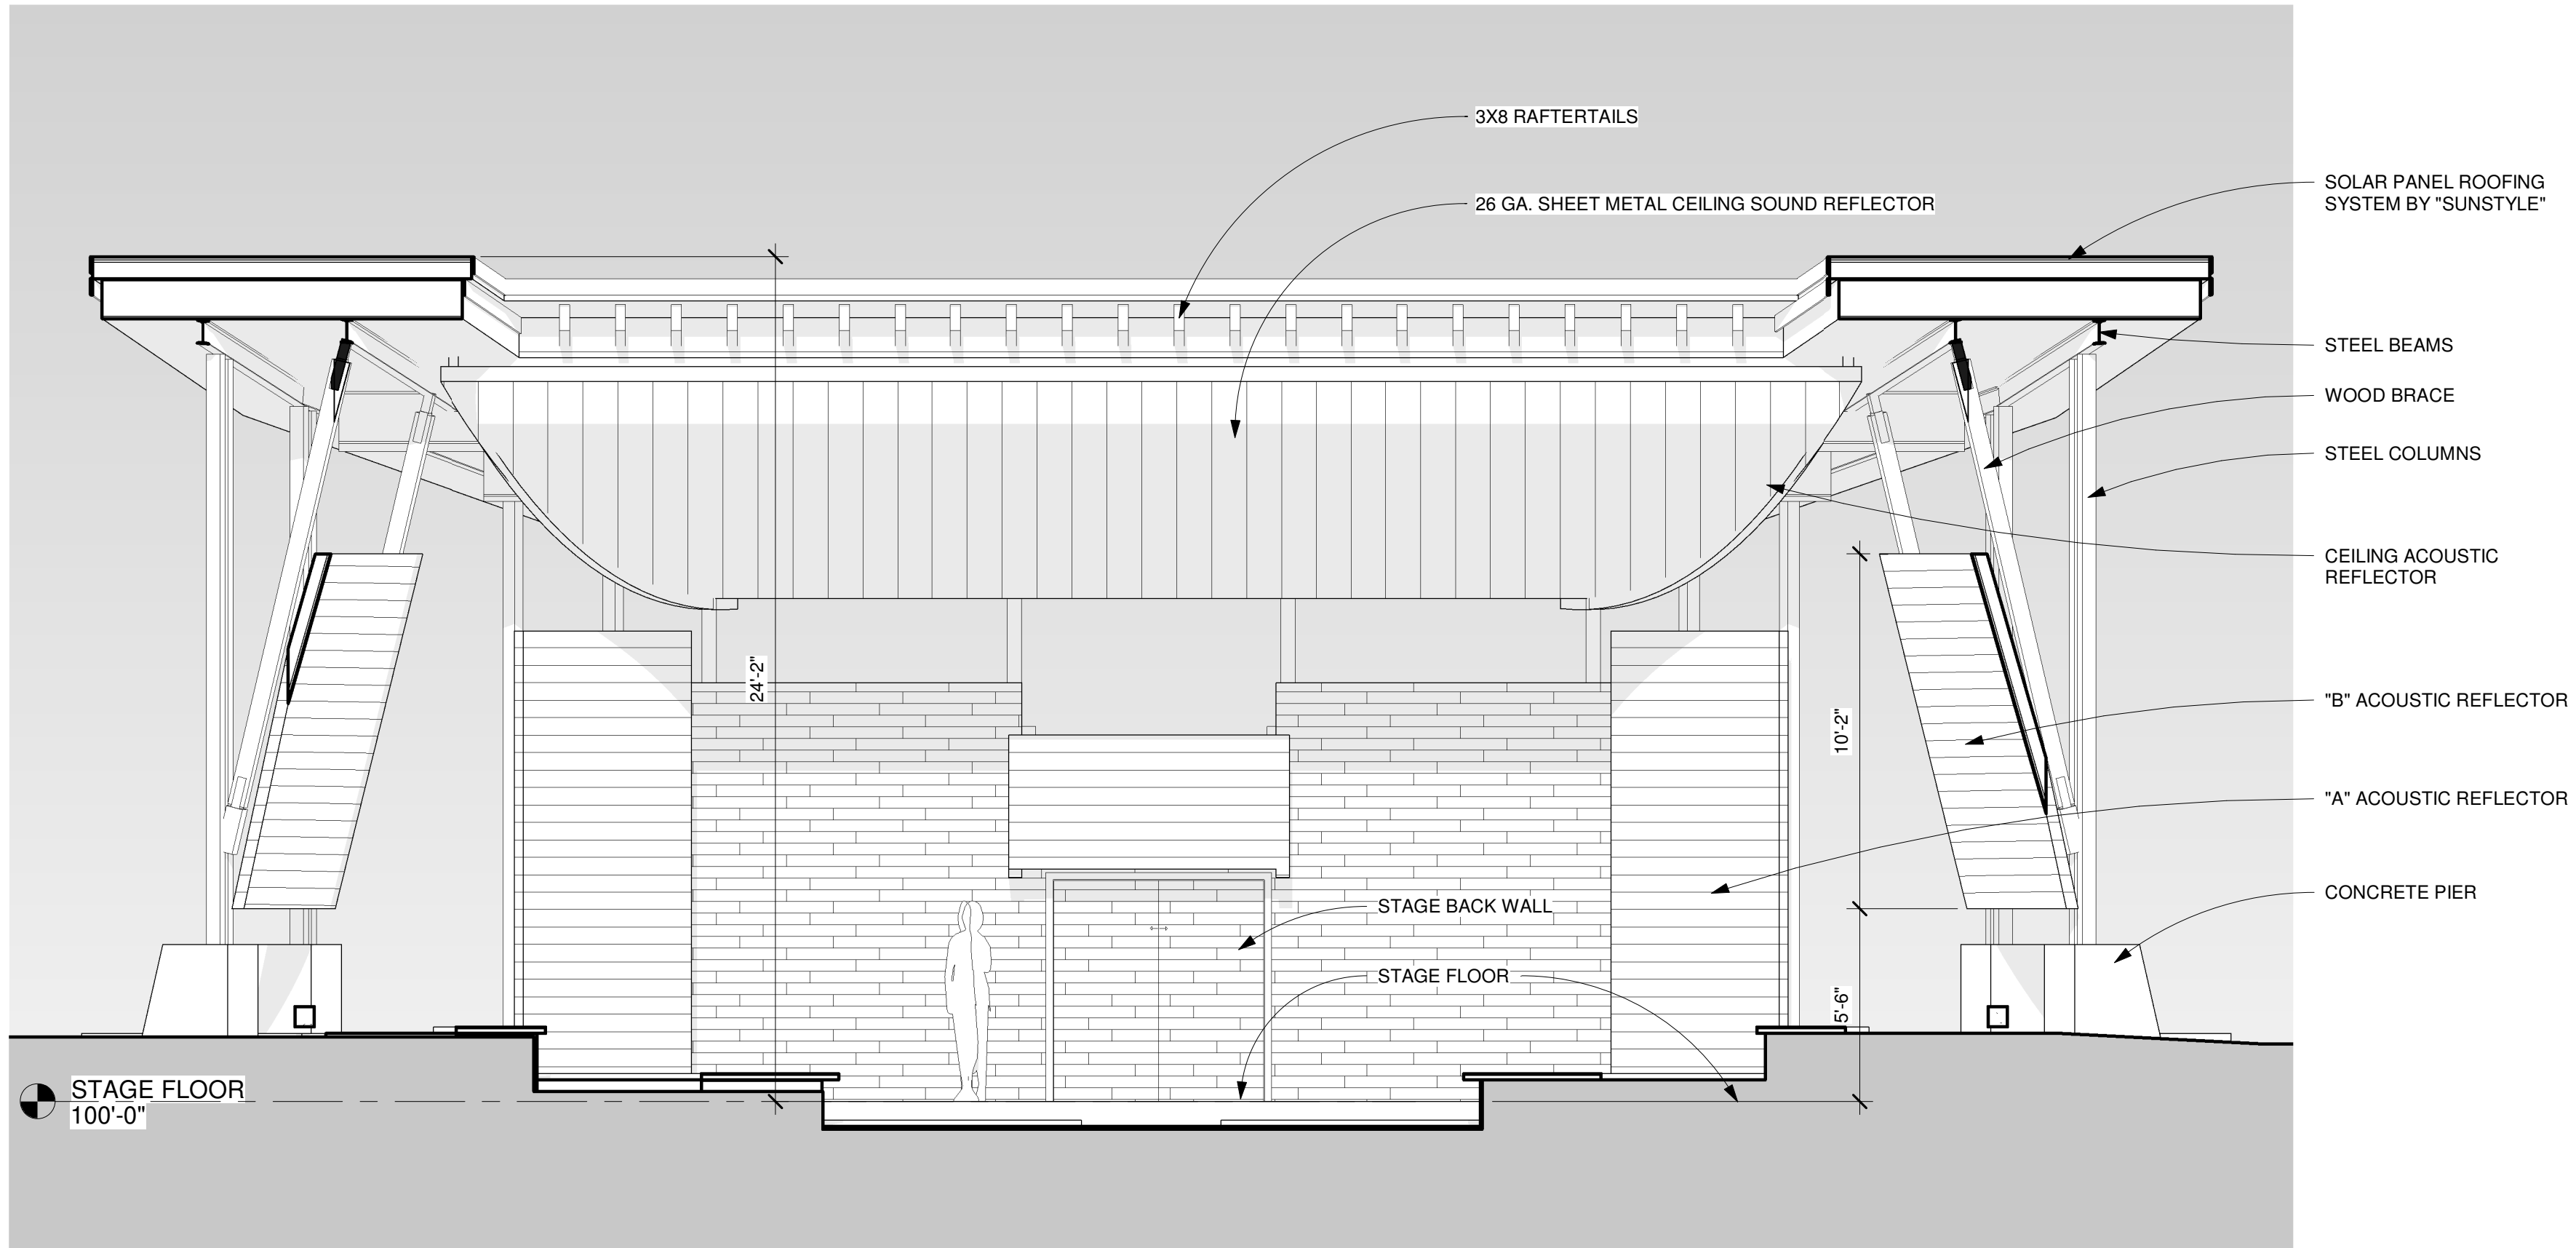 3X8 RAFTERTAILS
26 GA. SHEET METAL CEILING SOUND REFLECTOR
SOLAR PANEL ROOFING
SYSTEM BY "SUNSTYLE"
STEEL BEAMS
WOOD BRACE
STEEL COLUMNS
CEILING ACOUSTIC
REFLECTOR
"B" ACOUSTIC REFLECTOR
"A" ACOUSTIC REFLECTOR
CONCRETE PIER
24'-2"
10'-2"
5'-6"
STAGE BACK WALL
STAGE FLOOR
STAGE FLOOR
100'-0"